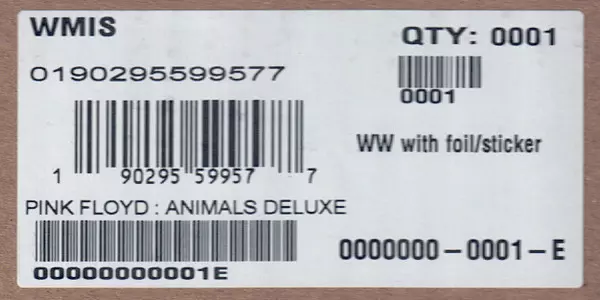 WMIS
QTY: 0001
0190295599577
0001
WW with foil/sticker
1 90295 59957 7
PINK FLOYD : ANIMALS DELUXE
0000000-0001-E
00000000001E